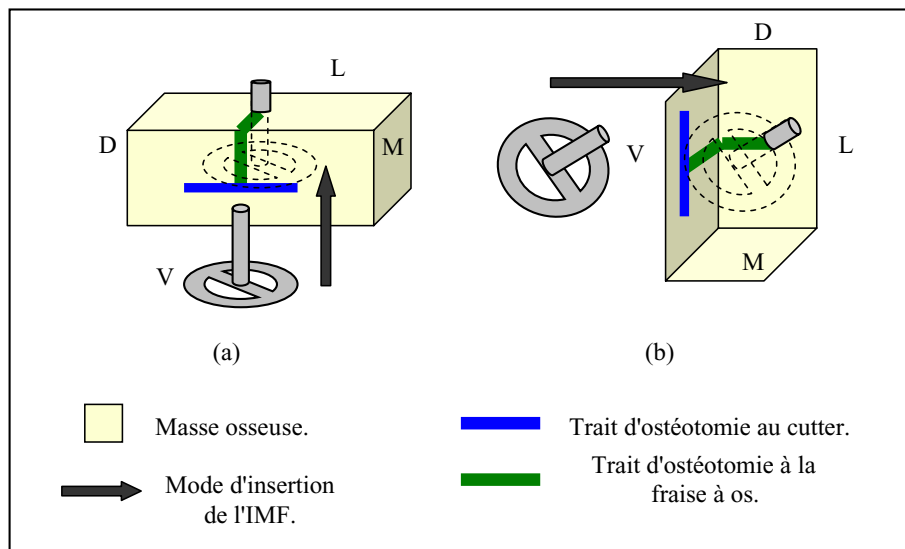 L
D
M
V
(a)
D
V
L
M
(b)
Masse osseuse.
Mode d'insertion
de l'IMF.
Trait d'ostéotomie au cutter.
Trait d'ostéotomie à la
fraise à os.